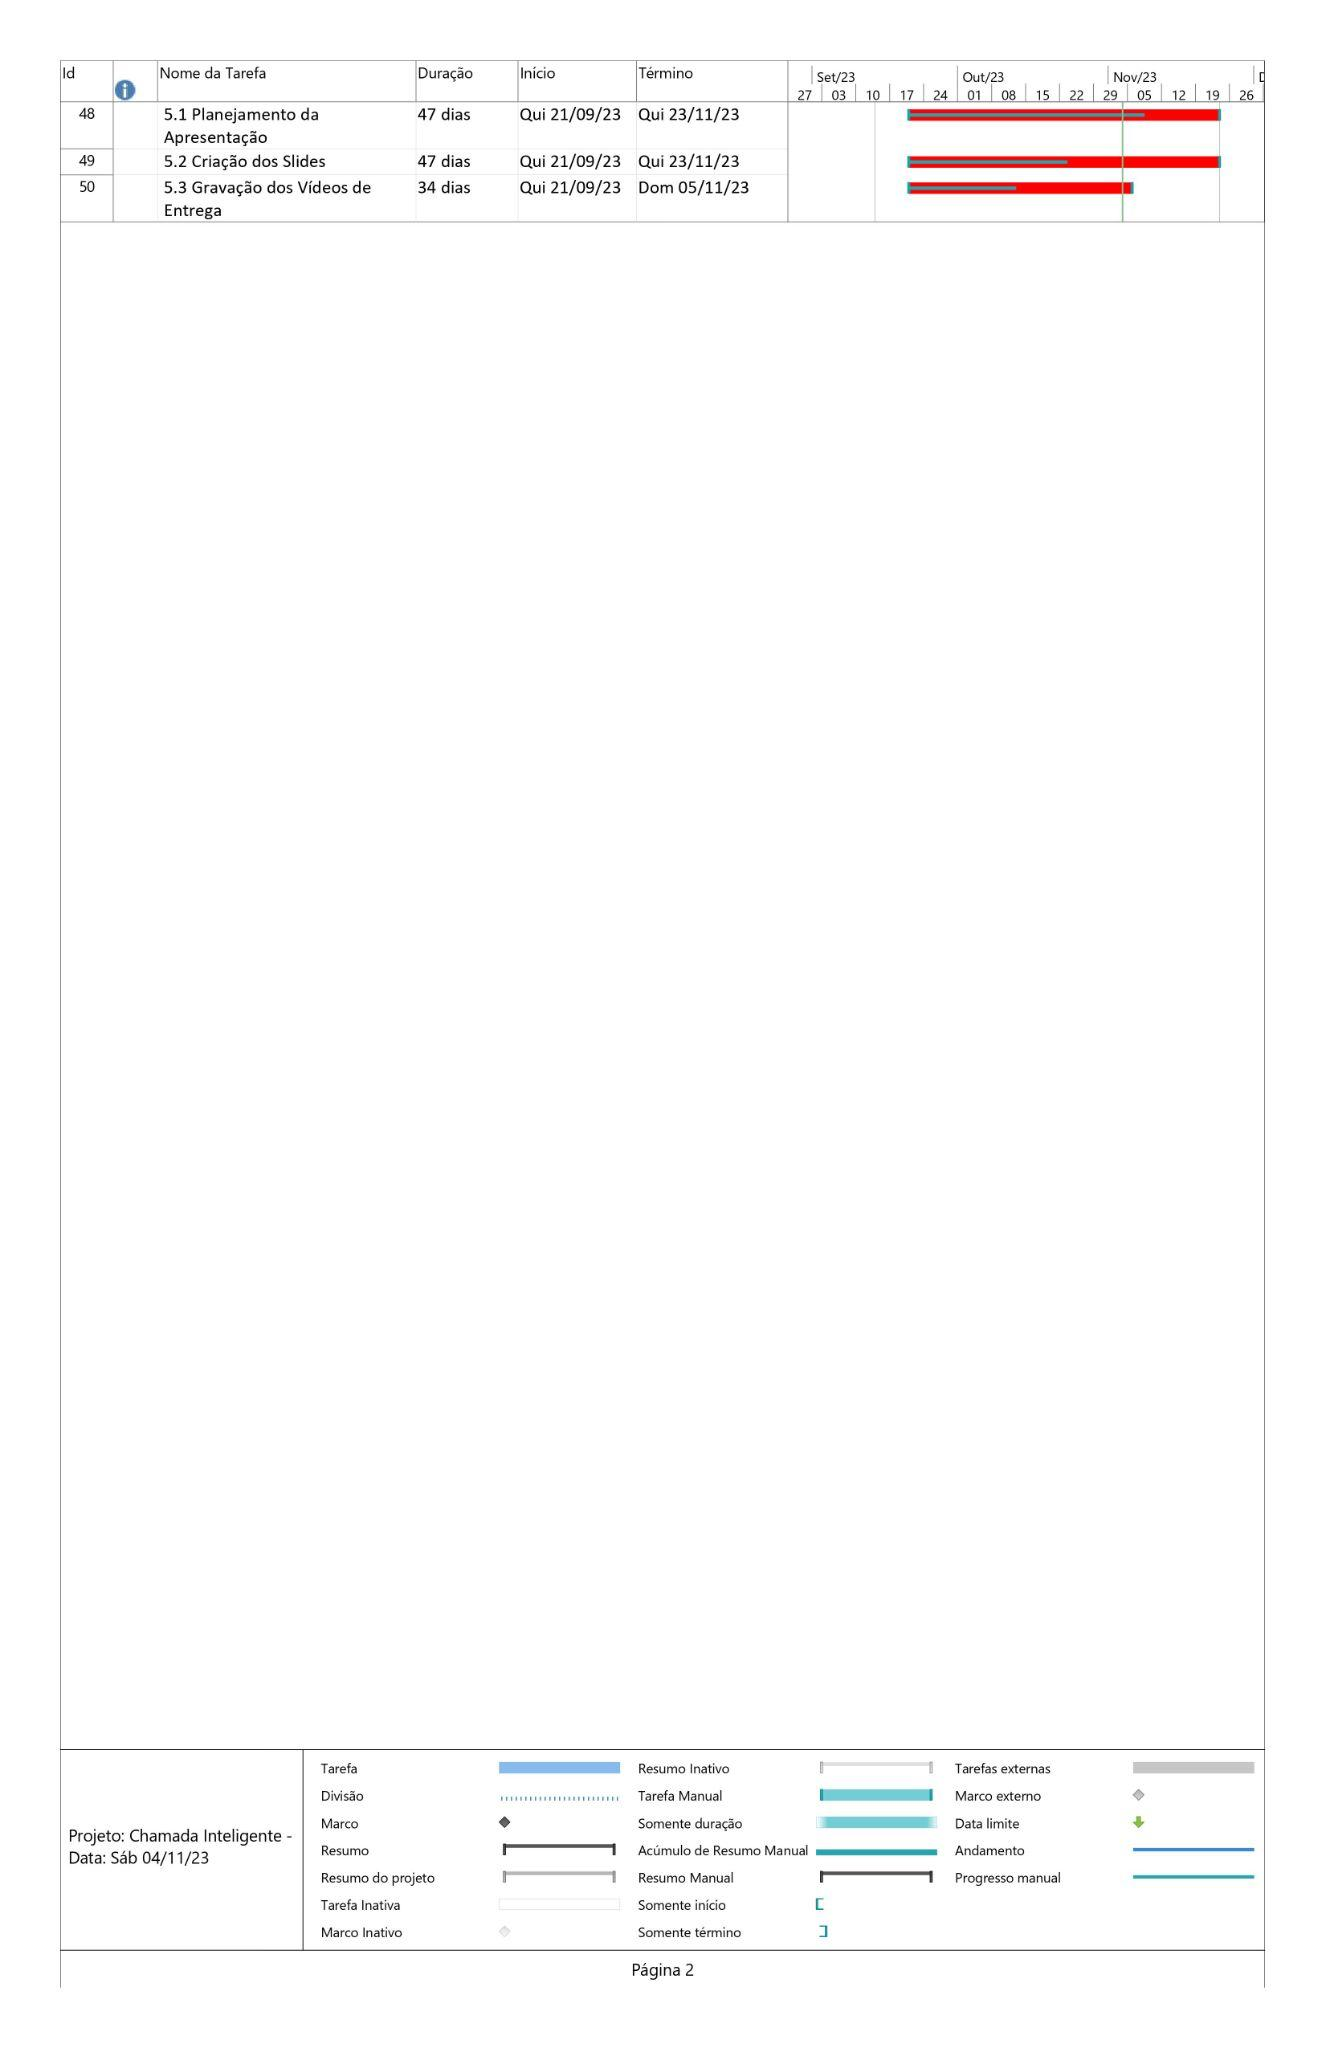 Id Nome da Tarefa Duração Início Término
Set/23 Out/23 Nov/23
27 03 10 17 24 01 08 15 22 29 05 12 19 26
48 5.1 Planejamento da 47 dias Qui 21/09/23 Qui 23/11/23
Apresentação
49 5.2 Criação dos Slides 47 dias Qui 21/09/23 Qui 23/11/23
50 5.3 Gravação dos Vídeos de 34 dias Qui 21/09/23 Dom 05/11/23
Entrega
Projeto: Chamada Inteligente -
Data: Sáb 04/11/23
Tarefa
Divisão
Marco
Resumo
Resumo do projeto
Tarefa Inativa
Marco Inativo
Resumo Inativo
Tarefa Manual
Somente duração
Acúmulo de Resumo Manual
Resumo Manual
Somente início
Somente término
Tarefas externas
Marco externo
Data limite
Andamento
Progresso manual
Página 2